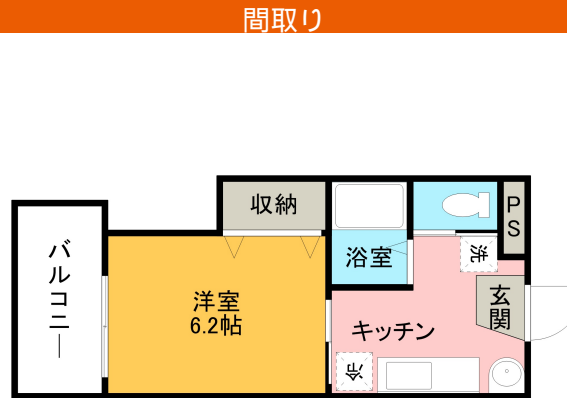 間取り
収納
PS
浴室
洗
バルコニー
洋室
6.2帖
玄関
キッチン
冷